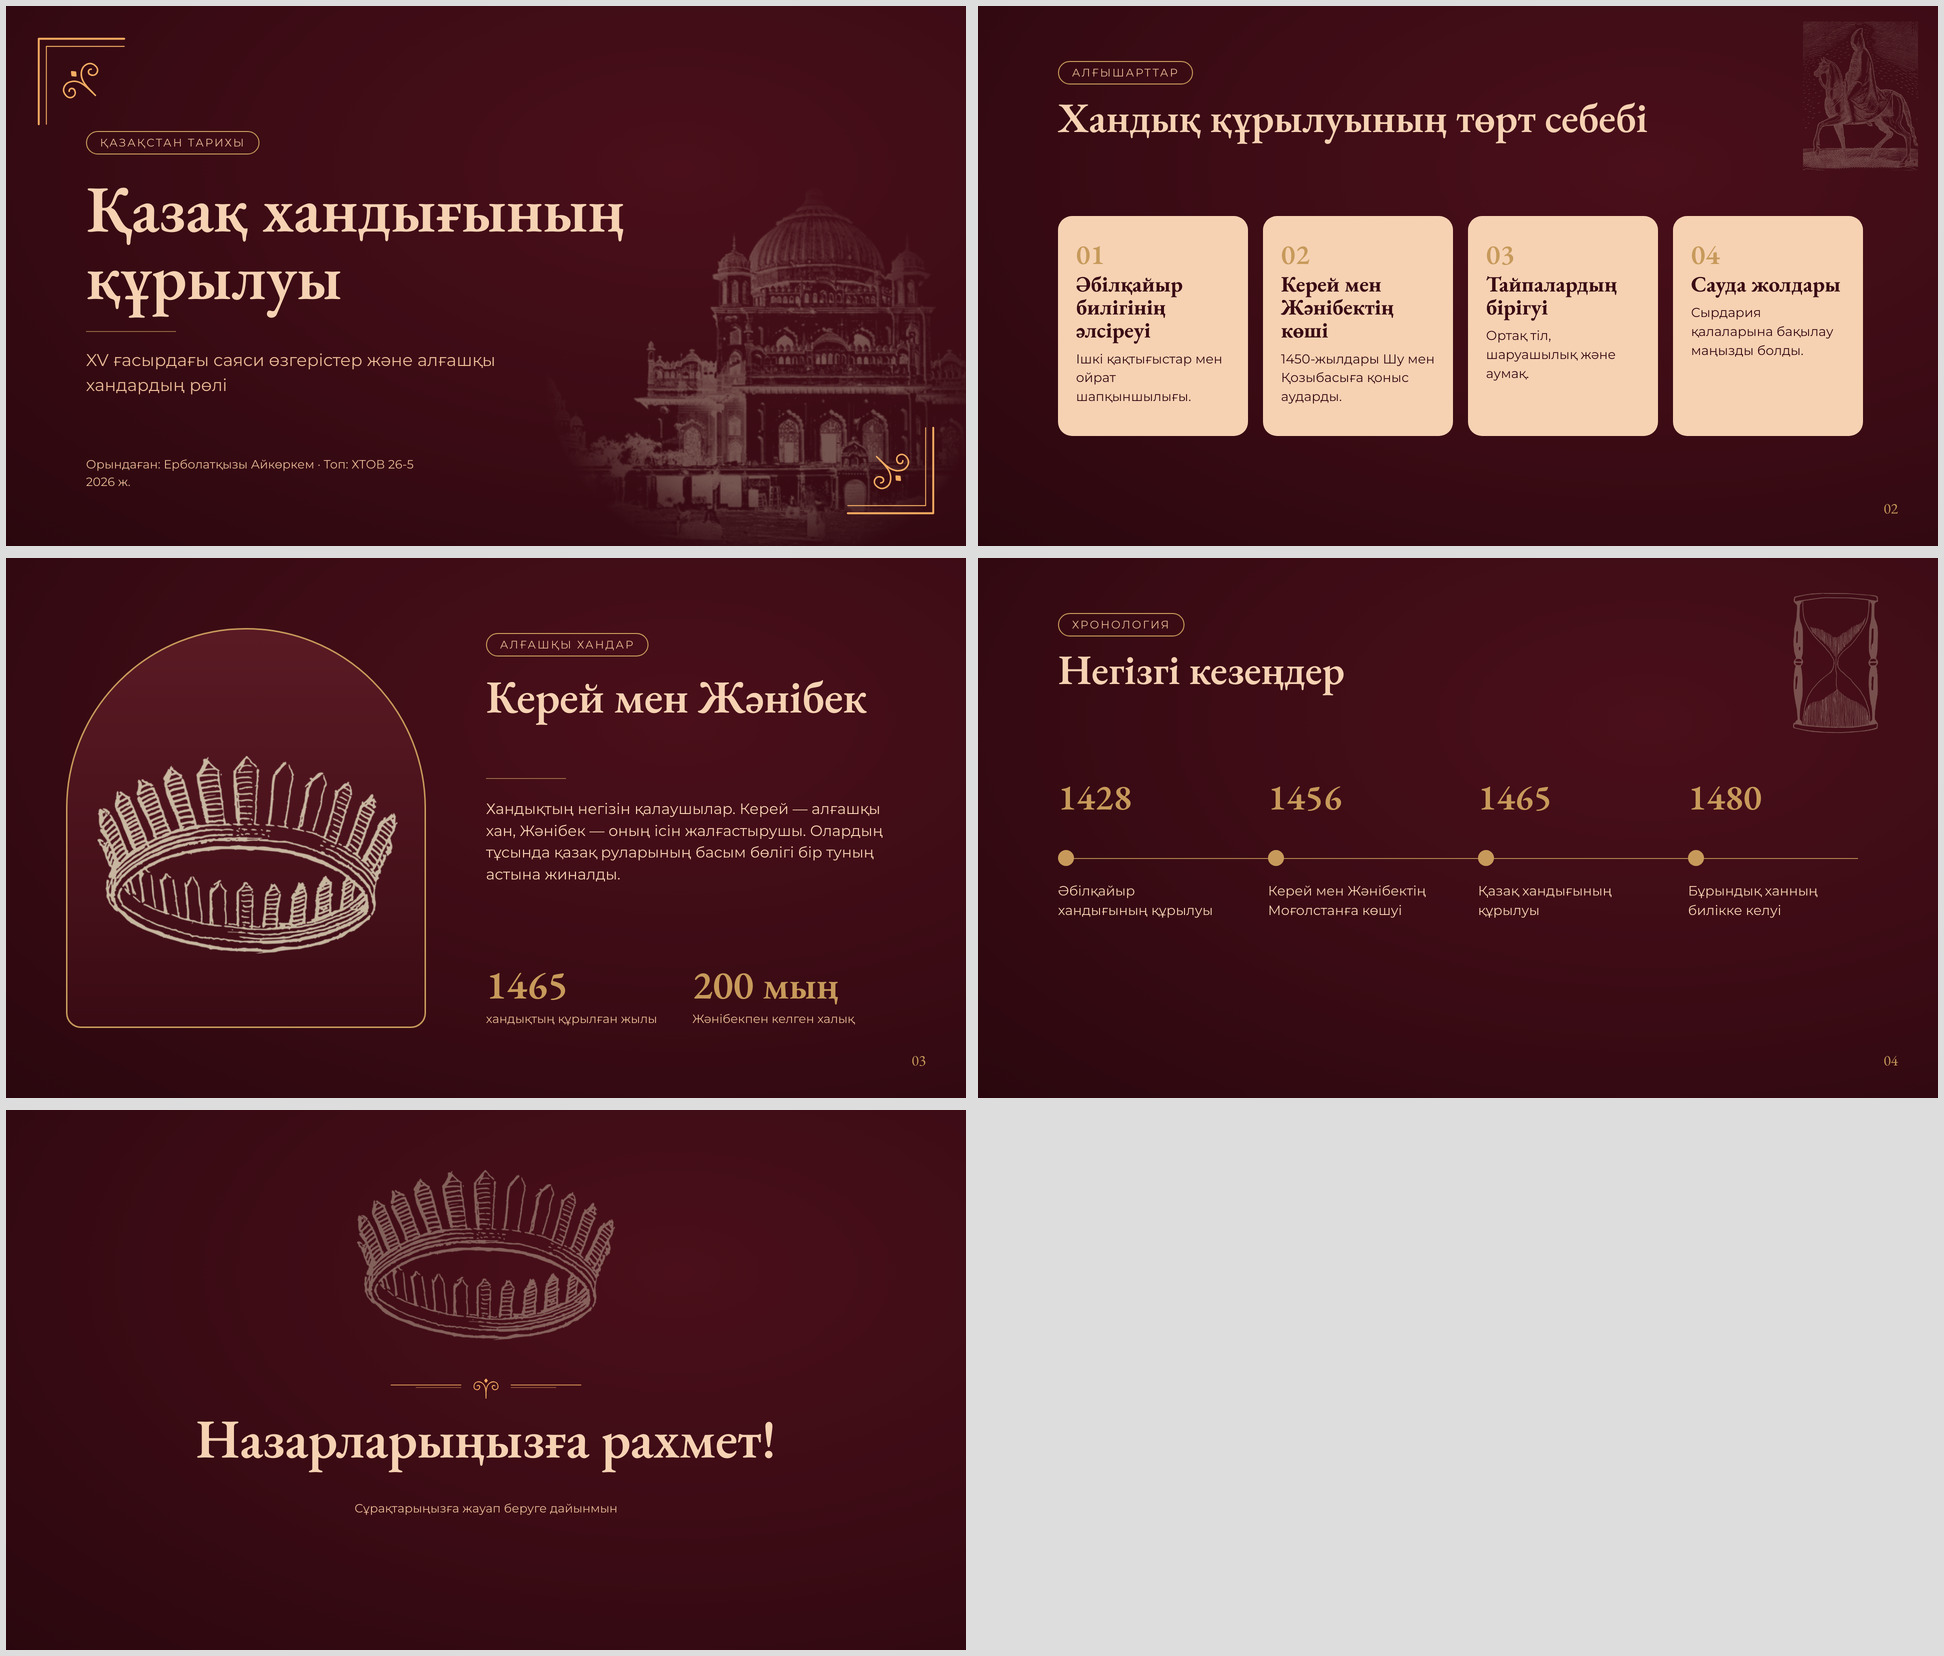 ҚАЗАҚСТАН ТАРИХЫ
Қазақ хандығының
құрылуы
XV ғасырдағы саяси өзгерістер және алғашқы
хандардың рөлі
Орындаған: Ерболатқызы Айкөркем · Топ: ХТОВ 26-5
2026 ж.
АЛҒЫШАРТТАР
Хандық құрылуының төрт себебі
01
Әбілқайыр
билігінің
әлсіреуі
Ішкі қақтығыстар мен
ойрат
шапқыншылығы.
02
Керей мен
Жәнібектің
көші
1450-жылдары Шу мен
Қозыбасыға қоныс
аударды.
03
Тайпалардың
бірігуі
Ортақ тіл,
шаруашылық және
аумақ.
04
Сауда жолдары
Сырдария
қалаларына бақылау
маңызды болды.
02
АЛҒАШҚЫ ХАНДАР
Керей мен Жәнібек
Хандықтың негізін қалаушылар. Керей — алғашқы
хан, Жәнібек — оның ісін жалғастырушы. Олардың
тұсында қазақ руларының басым бөлігі бір туның
астына жиналды.
1465
хандықтың құрылған жылы
200 мың
Жәнібекпен келген халық
03
ХРОНОЛОГИЯ
Негізгі кезеңдер
1428
1456
1465
1480
Әбілқайыр
хандығының құрылуы
Керей мен Жәнібектің
Моғолстанға көшуі
Қазақ хандығының
құрылуы
Бұрындық ханның
билікке келуі
04
Назарларыңызға рахмет!
Сұрақтарыңызға жауап беруге дайынмын